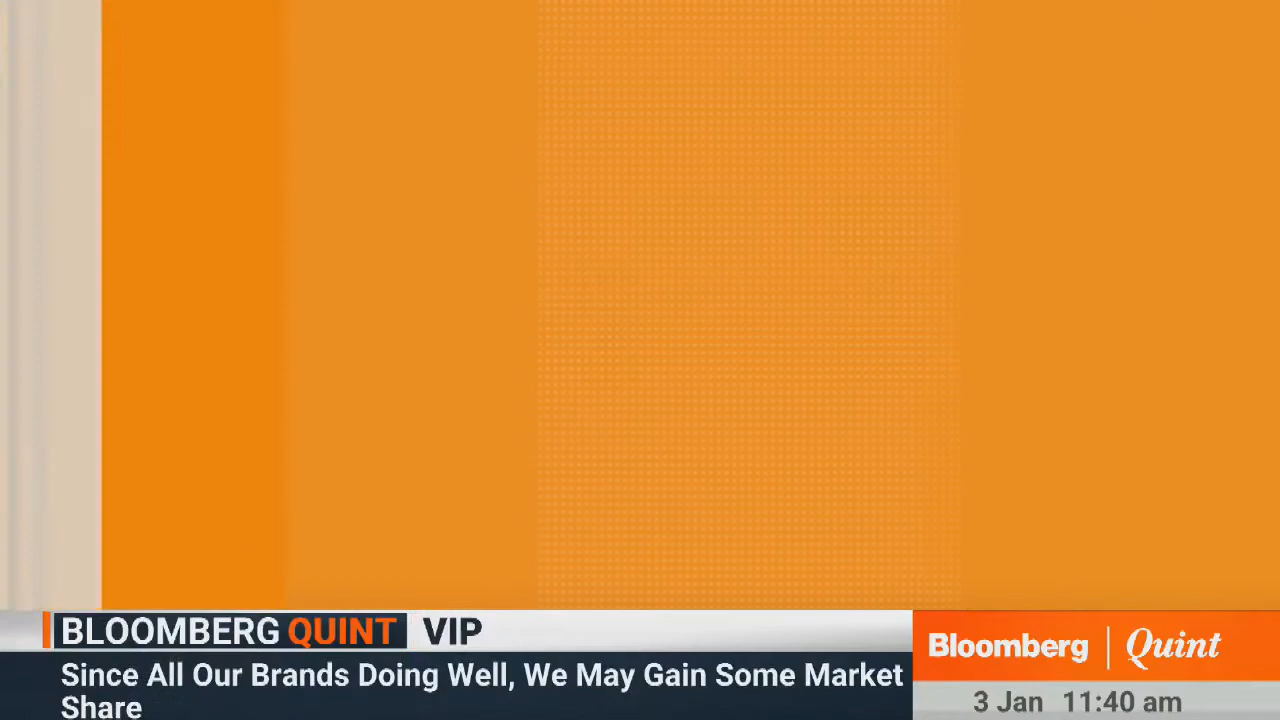 BLOOMBERG QUINT VIP
Since All Our Brands Doing Well, We May Gain Some Market
Share
Bloomberg | Quint
3 Jan 11:40 am